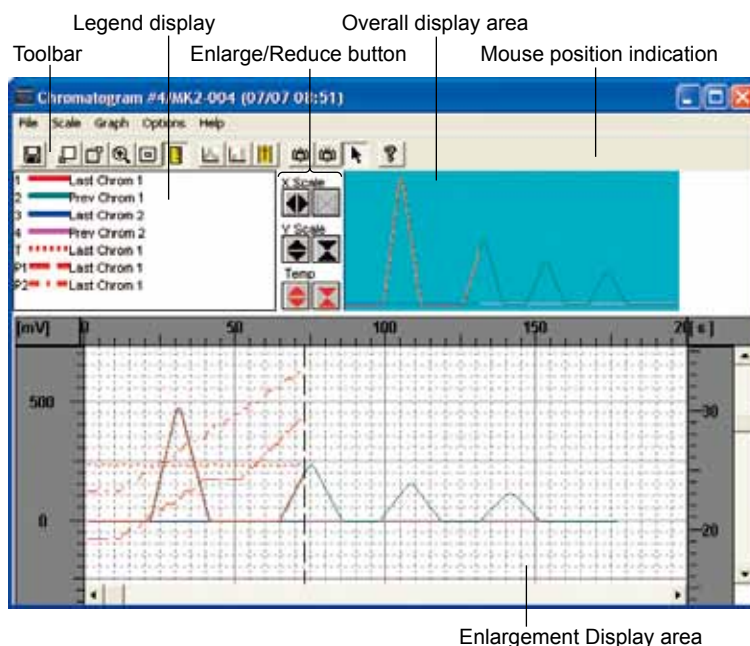 Legend display
Overall display area
Toolbar
Enlarge/Reduce button
Mouse position indication
Chromatogram #4/MK2-004 (07/07 08:51)
File Scale Graph Options Help
1 Last Chrom 1
2 Prev Chrom 1
3 Last Chrom 2
4 Prev Chrom 2
T Last Chrom 1
P1 Last Chrom 1
P2 Last Chrom 1
X Scale
Y Scale
Temp
[mV] 0 50 100 150 20 [s]
500
30
0
20
Enlargement Display area